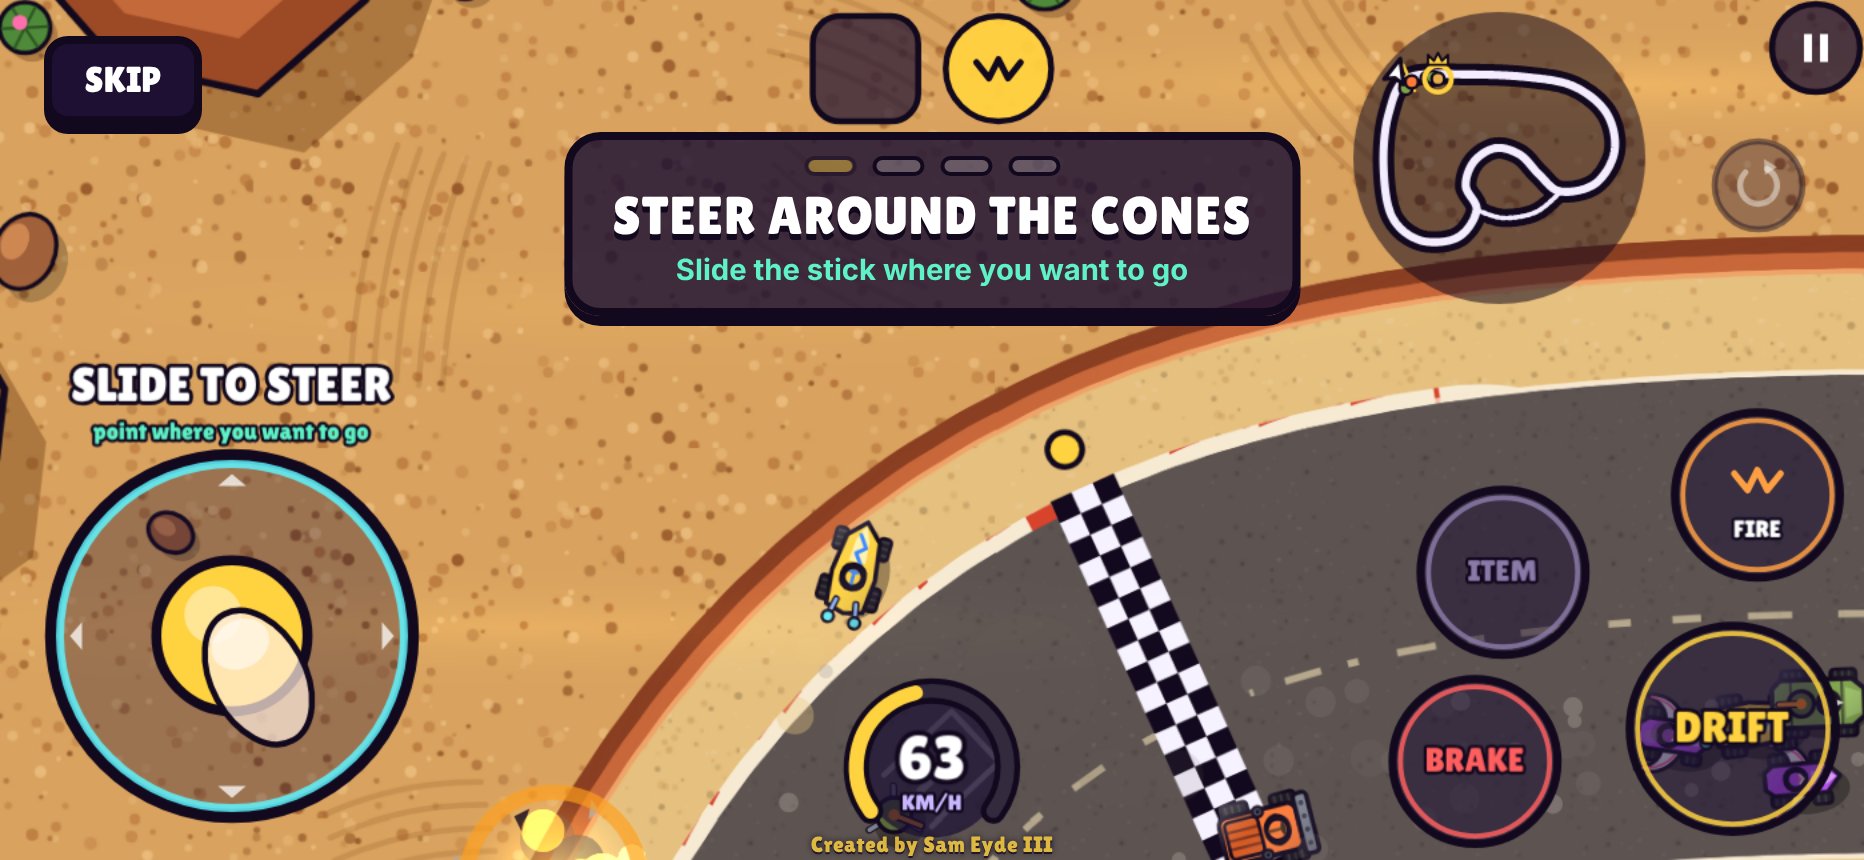 SKIP
STEER AROUND THE CONES
Slide the stick where you want to go
SLIDE TO STEER
point where you want to go
FIRE
ITEM
DRIFT
BRAKE
63
KM/H
Created by Sam Eyde III